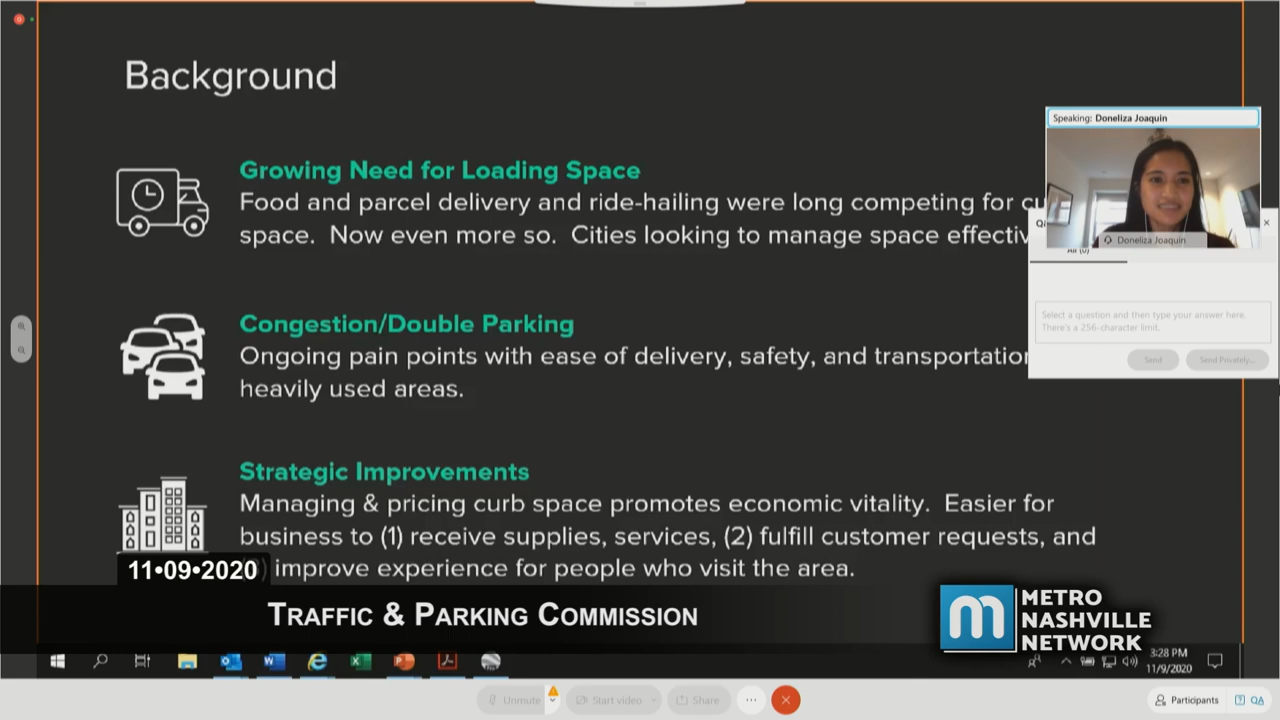 Background
Speaking: Doneliza Joaquin
Growing Need for Loading Space
Food and parcel delivery and ride-hailing were long competing for
space. Now even more so. Cities looking to manage space
Doneliza Joaquin
All (0)
Select a question and then type your answer here.
There's a 256-character limit.
Send
Send Privately...
Congestion/Double Parking
Ongoing pain points with ease of delivery, safety, and
heavily used areas.
Strategic Improvements
Managing & pricing curb space promotes economic vitality. Easier for
business to (1) receive supplies, services, (2) fulfill customer requests, and
improve experience for people who visit the area.
11•09•2020
TRAFFIC & PARKING COMMISSION
METRO
NASHVILLE
NETWORK
3:28 PM
11/9/2020
Unmute
Start video
Share
Participants
QA